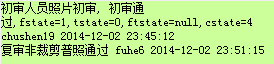 初审人员照片初审，初审通
过,fstate=1,tstate=0,ftstate=null,cstate=4
chushen19 2014-12-02 23:45:12
复审非裁剪普照通过 fuhe6 2014-12-02 23:51:15